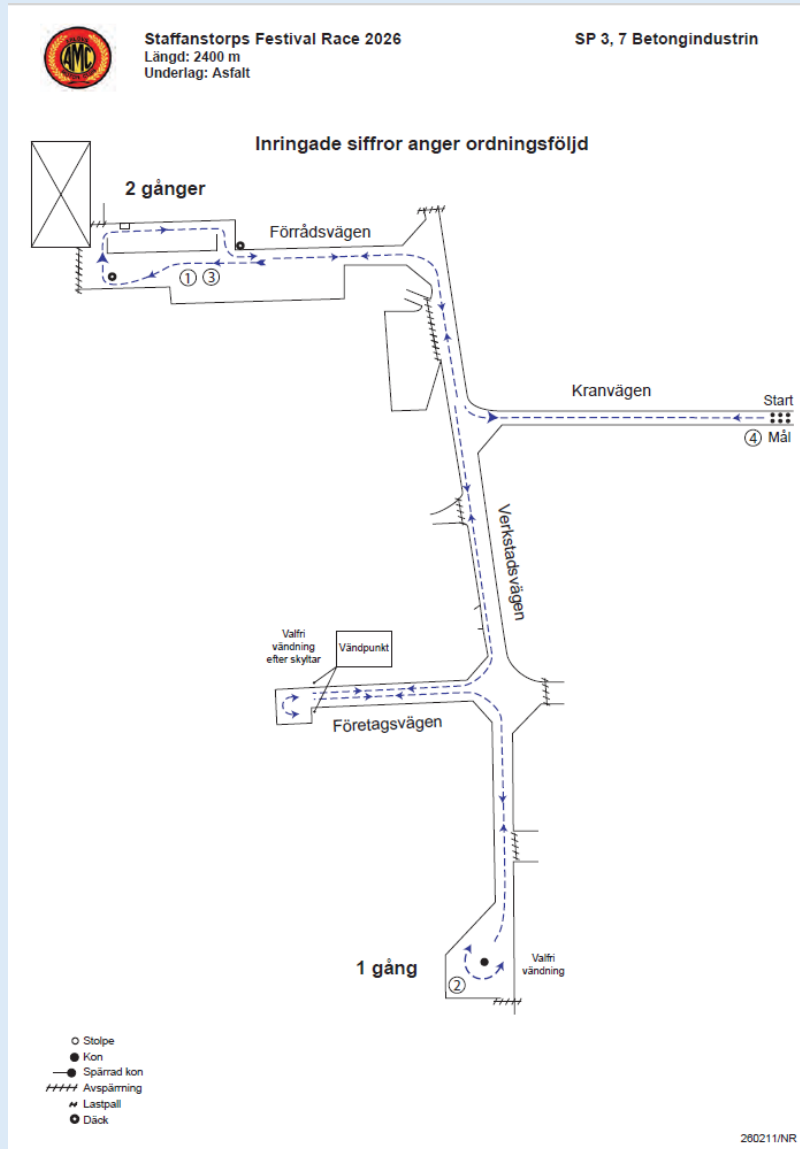 AMC
Staffanstorps Festival Race 2026
SP 3, 7 Betongindustrin
Längd: 2400 m
Underlag: Asfalt
Inringade siffror anger ordningsföljd
2 gånger
Förrådsvägen
1 3
Kranvägen
Start
4 Mål
Verkstadsvägen
Valfri
vändning
efter skyltar
Vändpunkt
Företagsvägen
1 gång
Valfri
vändning
2
Stolpe
Kon
Spärrad kon
Avspärrning
Lastpall
Däck
260211/NR